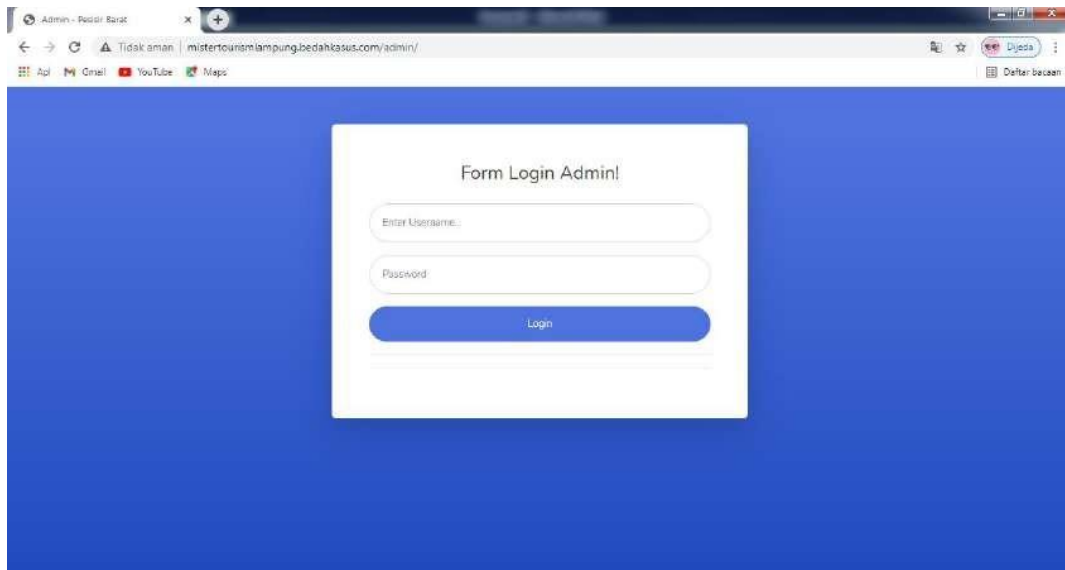 Admin - Pesisir Barat
Tidak aman | mistertourismlampung.bedahkasus.com/admin/
Dijeda
Apl Gmail YouTube Maps Daftar bacaan
Form Login Admin!
Enter Username...
Password
Login